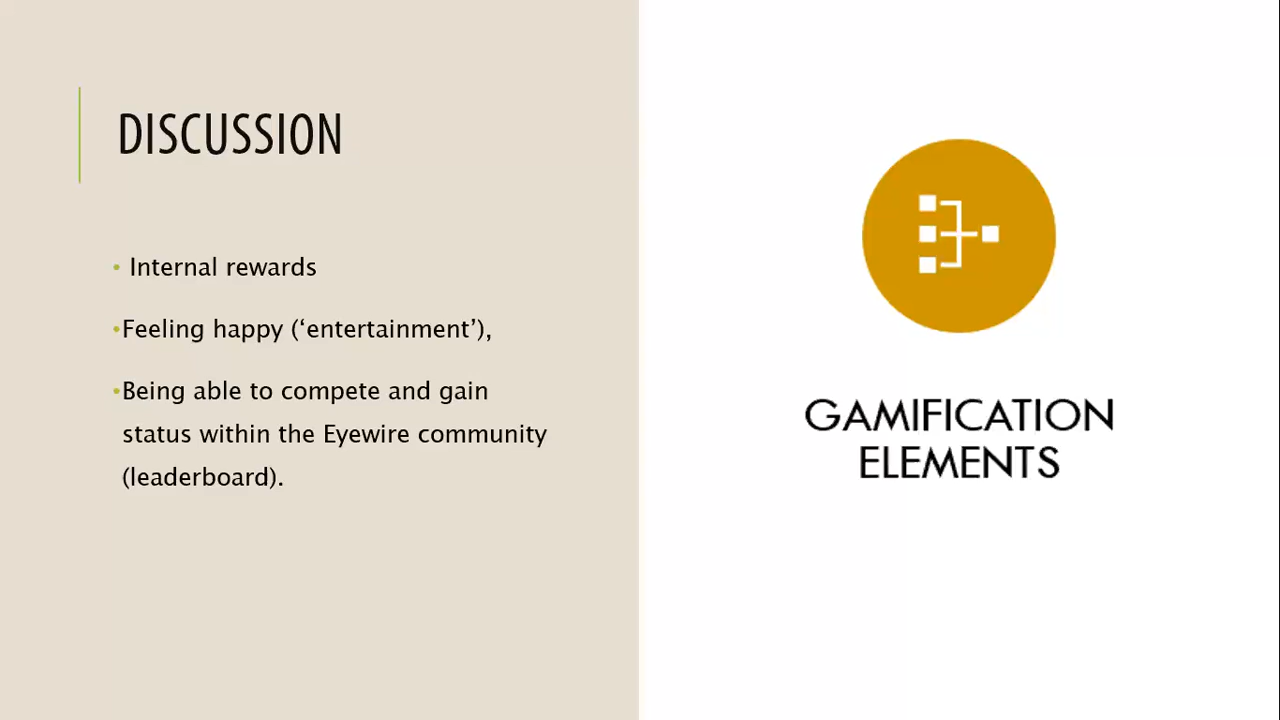 DISCUSSION
• Internal rewards
•Feeling happy (‘entertainment’),
•Being able to compete and gain
status within the Eyewire community
(leaderboard).
GAMIFICATION
ELEMENTS